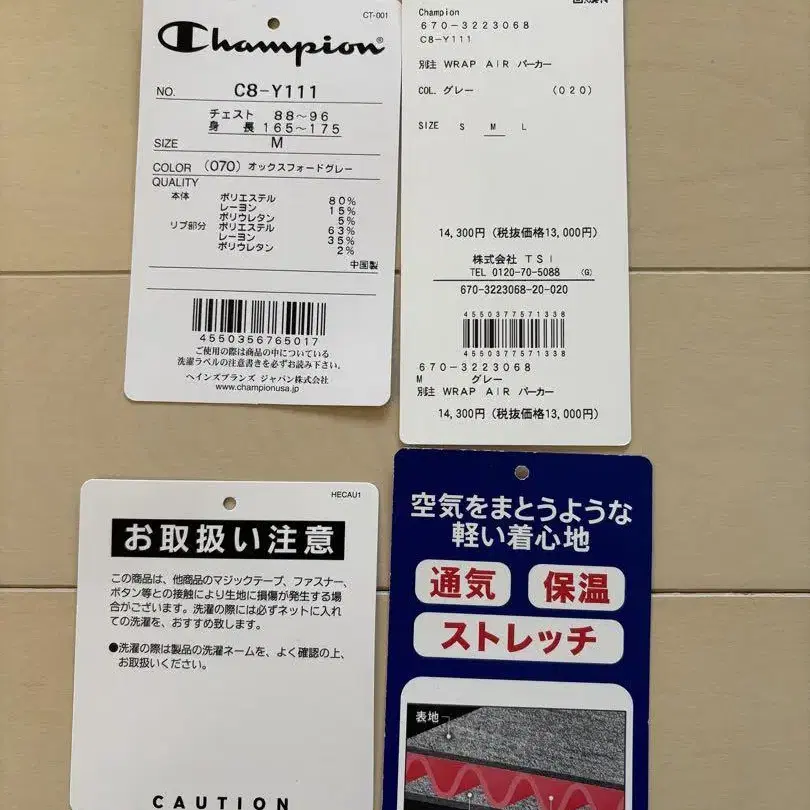 CT-001
Champion
NO. C8-Y111
チェスト 88〜96
身 長 165〜175
SIZE M
COLOR (070) オックスフォードグレー
QUALITY
本体 ポリエステル 80%
レーヨン 15%
ポリウレタン 5%
リブ部分 ポリエステル 63%
レーヨン 35%
ポリウレタン 2%
中国製
4550356765017
ご使用の際は商品の中についている
洗濯ラベルの注意書きを必ずお読み下さい。
ヘインズブランズ ジャパン株式会社
www.championusa.jp
Champion
670-3223068
C8-Y111
別注 WRAP AIR パーカー
COL. グレー (020)
SIZE S M L
14,300円（税抜価格13,000円）
株式会社 TSI
TEL 0120-70-5088 (G)
670-3223068-20-020
4550377571338
4550377571338
670-3223068
M グレー
別注 WRAP AIR パーカー
14,300円（税抜価格13,000円）
HECAU1
お取扱い注意
この商品は、他商品のマジックテープ、ファスナー、
ボタン等との接触により生地に損傷が発生する場
合がございます。洗濯の際には必ずネットに入れ
ての洗濯を、おすすめ致します。
●洗濯の際は製品の洗濯ネームを、よく確認の上、
お取扱いください。
CAUTION
空気をまとうような
軽い着心地
通気 保温
ストレッチ
表地